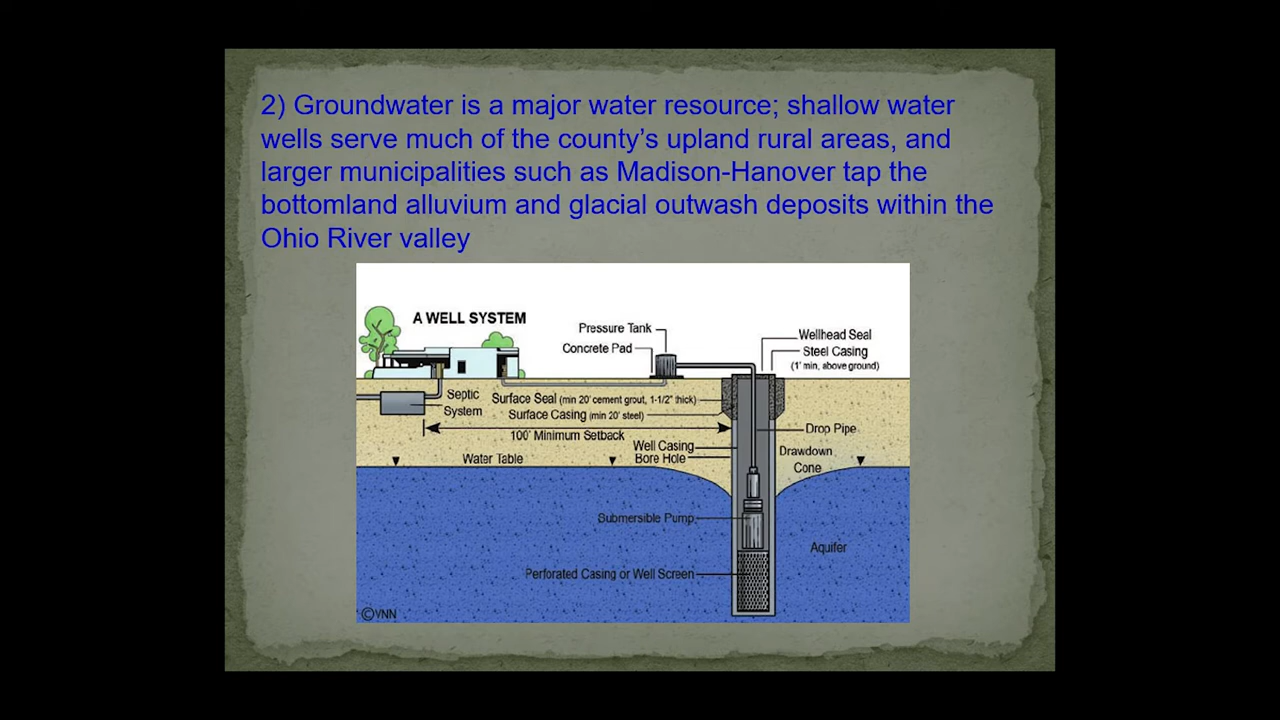 2) Groundwater is a major water resource; shallow water
wells serve much of the county's upland rural areas, and
larger municipalities such as Madison-Hanover tap the
bottomland alluvium and glacial outwash deposits within the
Ohio River valley
A WELL SYSTEM
Pressure Tank
Concrete Pad
Wellhead Seal
Steel Casing
(1' min, above ground)
Septic
System
Surface Seal (min 20' cement grout, 1-1/2" thick)
Surface Casing (min 20' steel)
100' Minimum Setback
Drop Pipe
Well Casing
Bore Hole
Drawdown
Cone
Water Table
Submersible Pump
Aquifer
Perforated Casing or Well Screen
©VNN